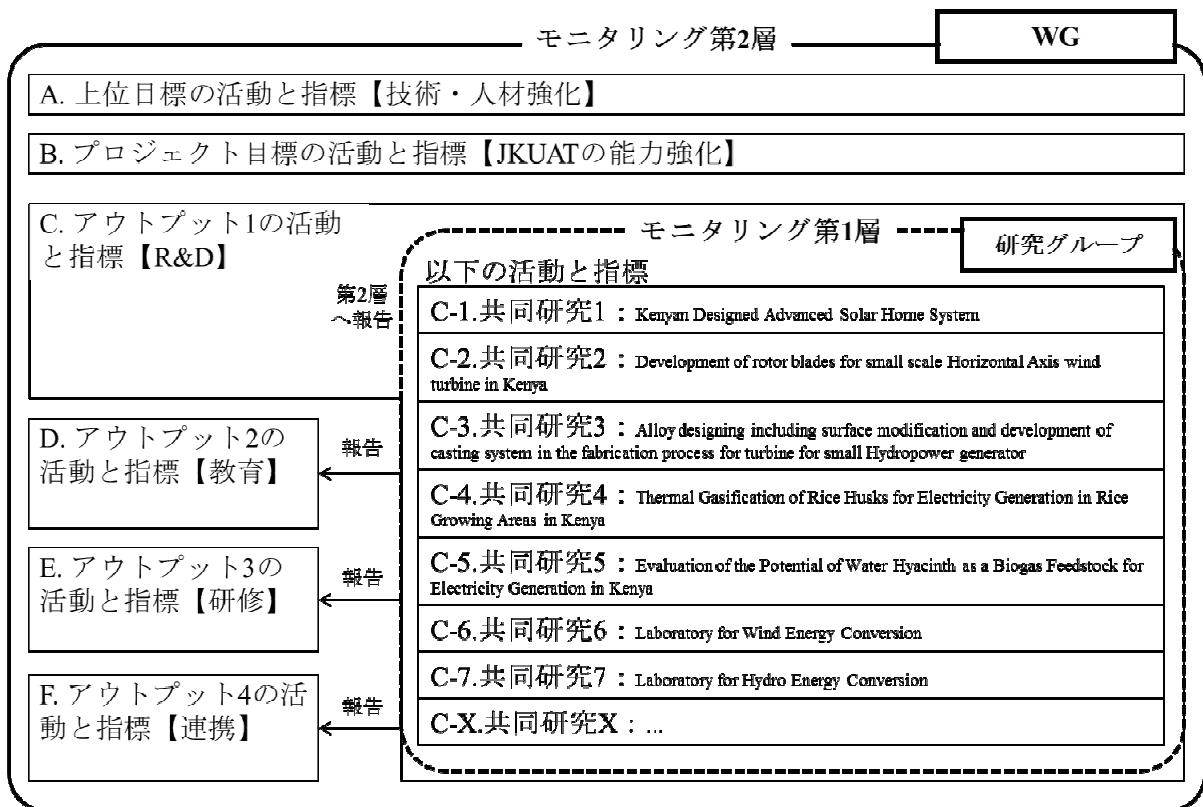 モニタリング第2層
WG
A. 上位目標の活動と指標【技術・人材強化】
B. プロジェクト目標の活動と指標【JKUATの能力強化】
C. アウトプット1の活動
と指標【R&D】
モニタリング第1層
研究グループ
以下の活動と指標
第2層
へ報告
C-1.共同研究1：Kenyan Designed Advanced Solar Home System
C-2.共同研究2：Development of rotor blades for small scale Horizontal Axis wind
turbine in Kenya
C-3.共同研究3：Alloy designing including surface modification and development of
casting system in the fabrication process for turbine for small Hydropower generator
C-4.共同研究4：Thermal Gasification of Rice Husks for Electricity Generation in Rice
Growing Areas in Kenya
C-5.共同研究5：Evaluation of the Potential of Water Hyacinth as a Biogas Feedstock for
Electricity Generation in Kenya
C-6.共同研究6：Laboratory for Wind Energy Conversion
C-7.共同研究7：Laboratory for Hydro Energy Conversion
C-X.共同研究X：...
D. アウトプット2の
活動と指標【教育】
報告
E. アウトプット3の
活動と指標【研修】
報告
F. アウトプット4の活
動と指標【連携】
報告